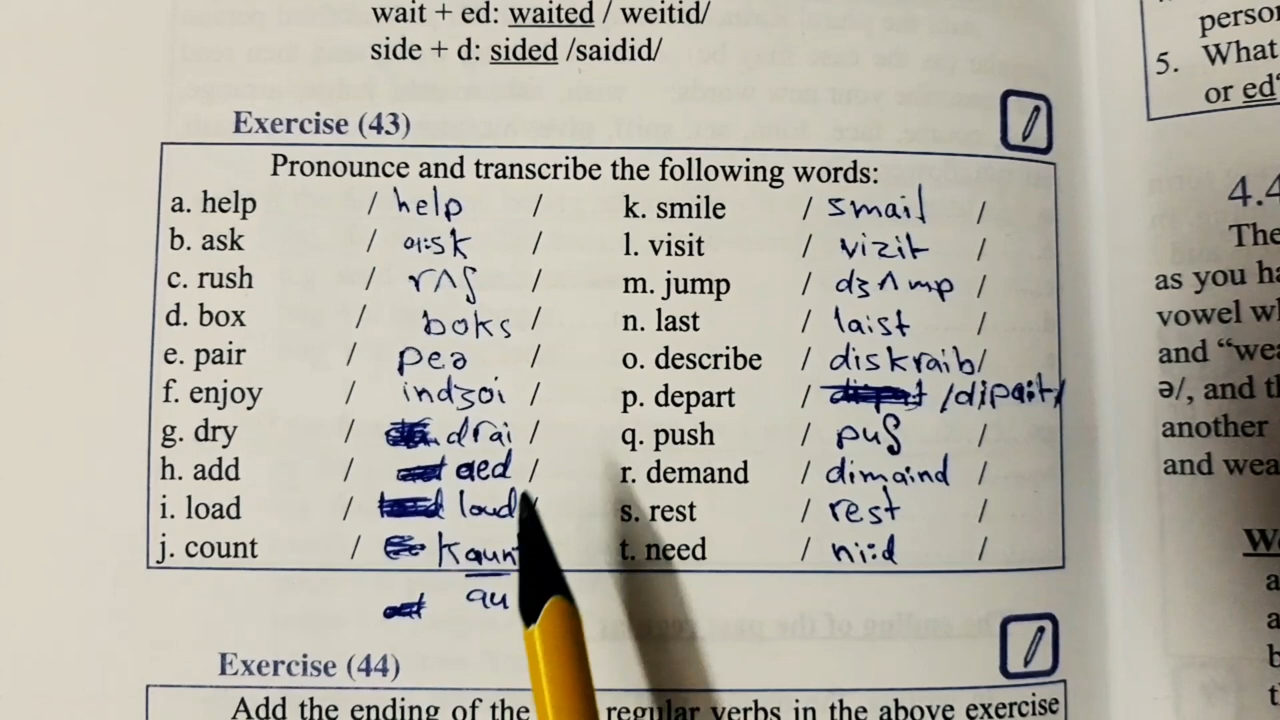 wait + ed: waited / weitid/
side + d: sided /saidid/
Exercise (43)
Pronounce and transcribe the following words:
a. help / help /
b. ask / a:sk /
c. rush / rʌʃ /
d. box / boks /
e. pair / peə /
f. enjoy / indʒoi /
g. dry / drai /
h. add / aed /
i. load / loud /
j. count / kaunt
au
k. smile / smail /
l. visit / vizit /
m. jump / dʒʌmp /
n. last / la:st /
o. describe / diskraib/
p. depart / /dipa:t/
q. push / puʃ /
r. demand / dima:nd /
s. rest / rest /
t. need / ni:d /
Exercise (44)
Add the ending of the regular verbs in the above exercise
5. What
or ed
4.4
The
as you ha
vowel wh
and “wea
ə/, and th
another
and wea